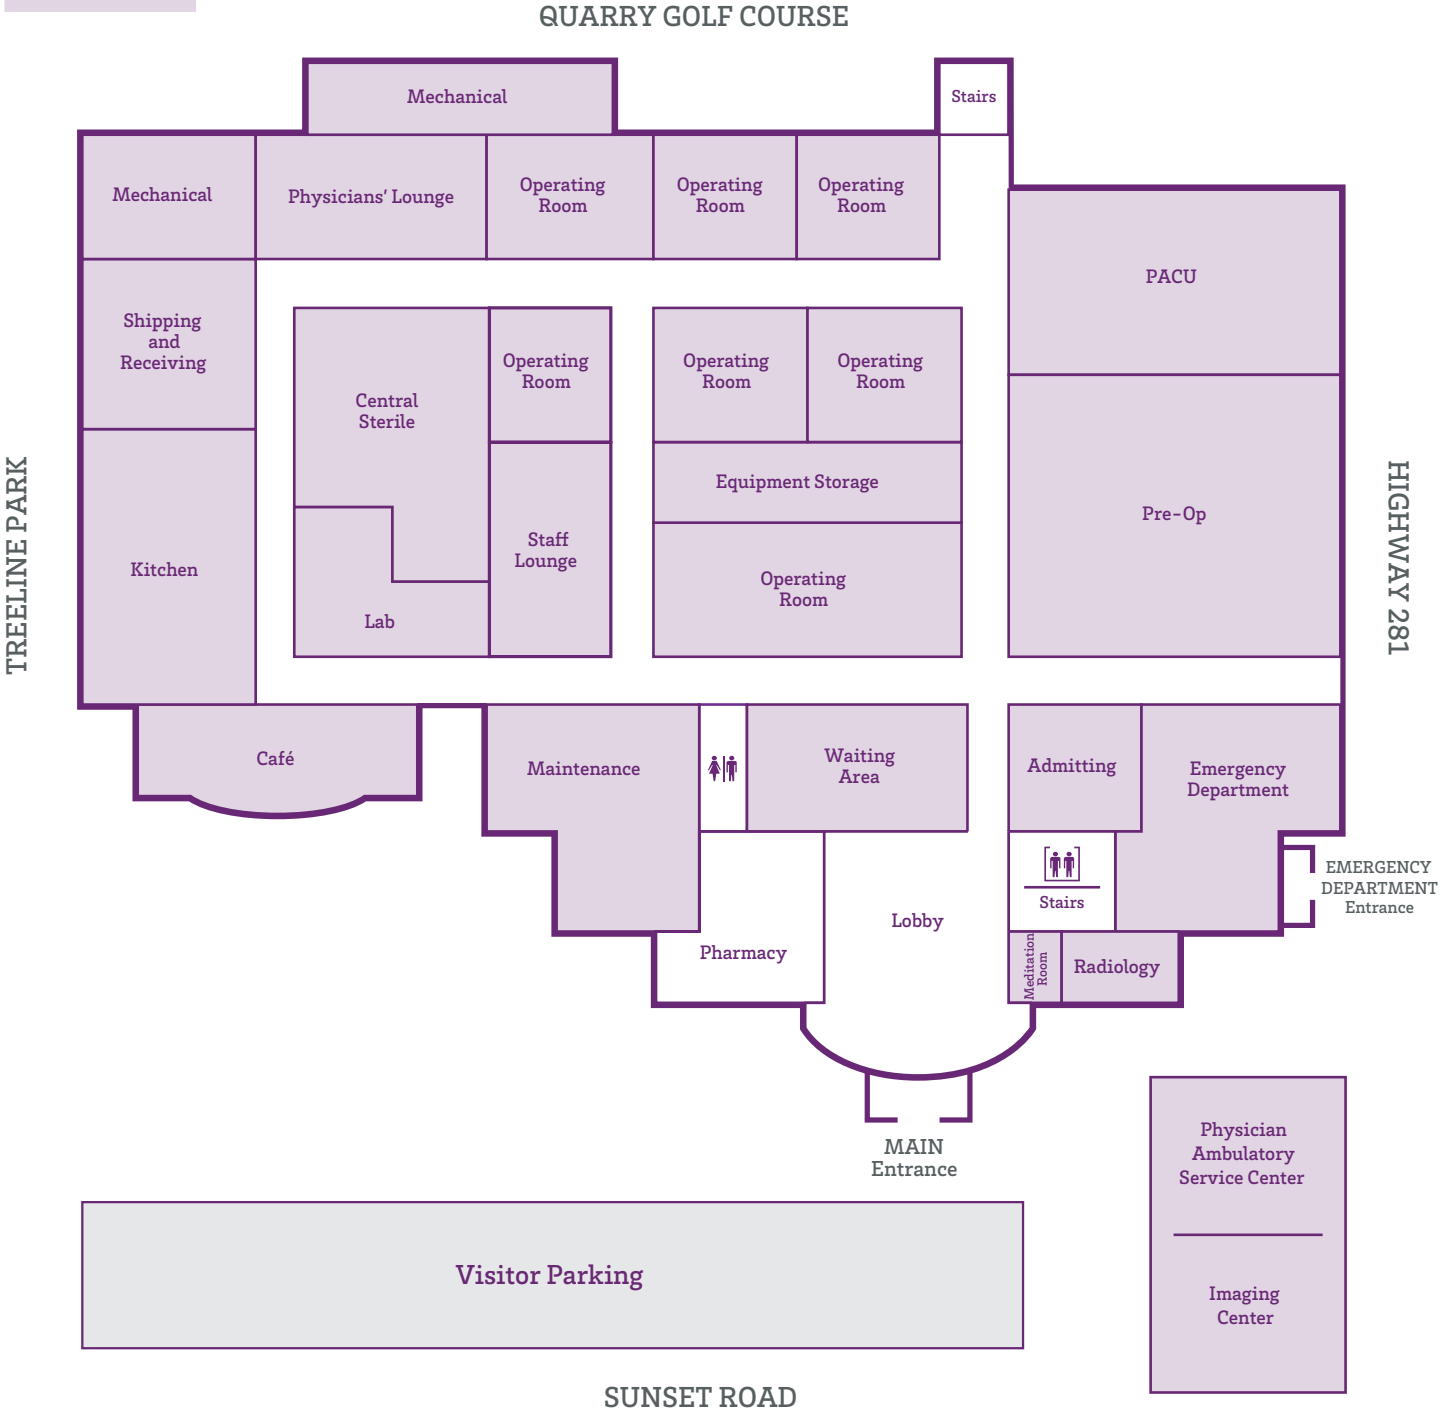 QUARRY GOLF COURSE
Mechanical
Stairs
Mechanical
Physicians’ Lounge
Operating
Room
Operating
Room
Operating
Room
PACU
Shipping
and
Receiving
Central
Sterile
Operating
Room
Operating
Room
Operating
Room
Equipment Storage
Pre-Op
TREELINE PARK
HIGHWAY 281
Kitchen
Staff
Lounge
Lab
Operating
Room
Café
Maintenance
Waiting
Area
Admitting
Emergency
Department
Stairs
EMERGENCY
DEPARTMENT
Entrance
Pharmacy
Lobby
Meditation
Room
Radiology
MAIN
Entrance
Physician
Ambulatory
Service Center
Imaging
Center
Visitor Parking
SUNSET ROAD